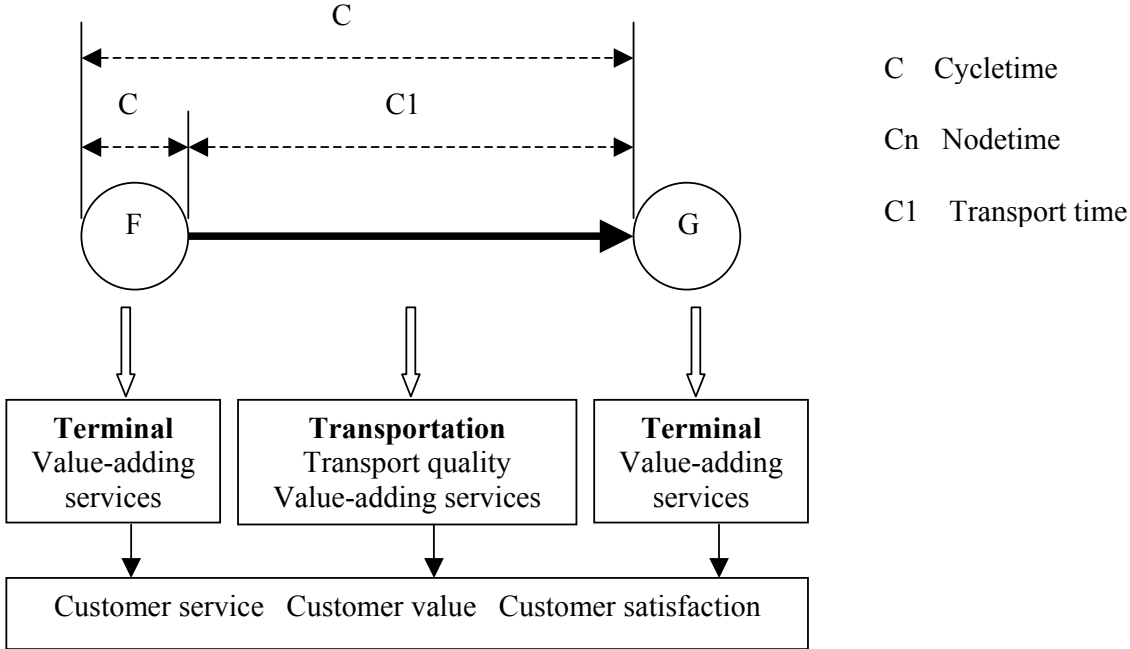 C
C C1
F G
C Cycletime
Cn Nodetime
C1 Transport time
Terminal
Value-adding
services
Transportation
Transport quality
Value-adding services
Terminal
Value-adding
services
Customer service Customer value Customer satisfaction